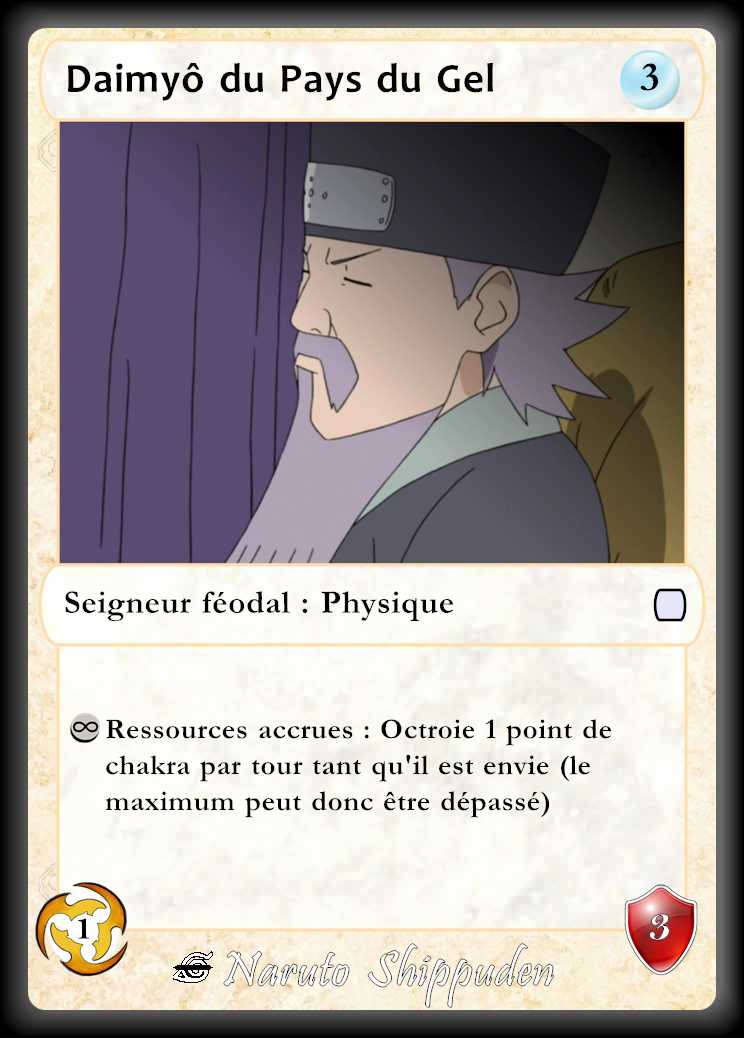 Daimyô du Pays du Gel
3
Seigneur féodal : Physique
∞ Ressources accrues : Octroie 1 point de
chakra par tour tant qu'il est envie (le
maximum peut donc être dépassé)
1
3
Naruto Shippuden